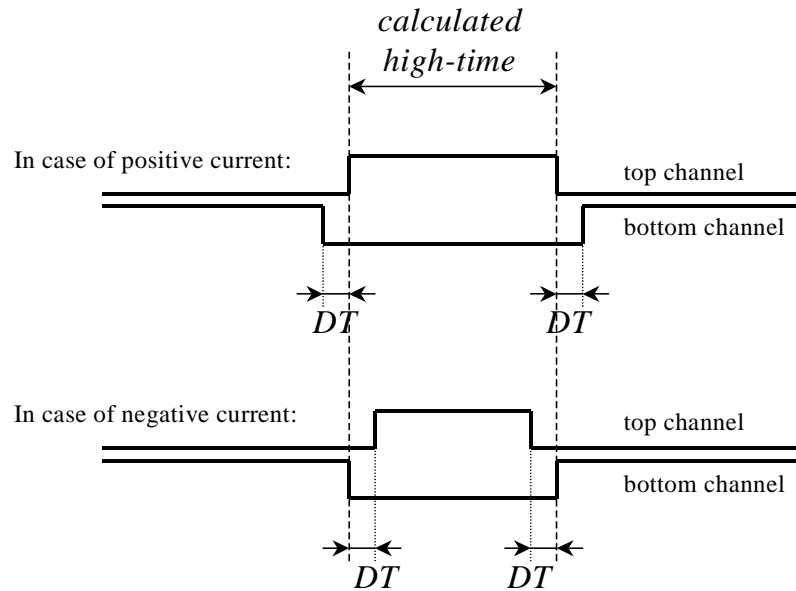 calculated
high-time
In case of positive current:
top channel
bottom channel
DT
DT
In case of negative current:
top channel
bottom channel
DT
DT